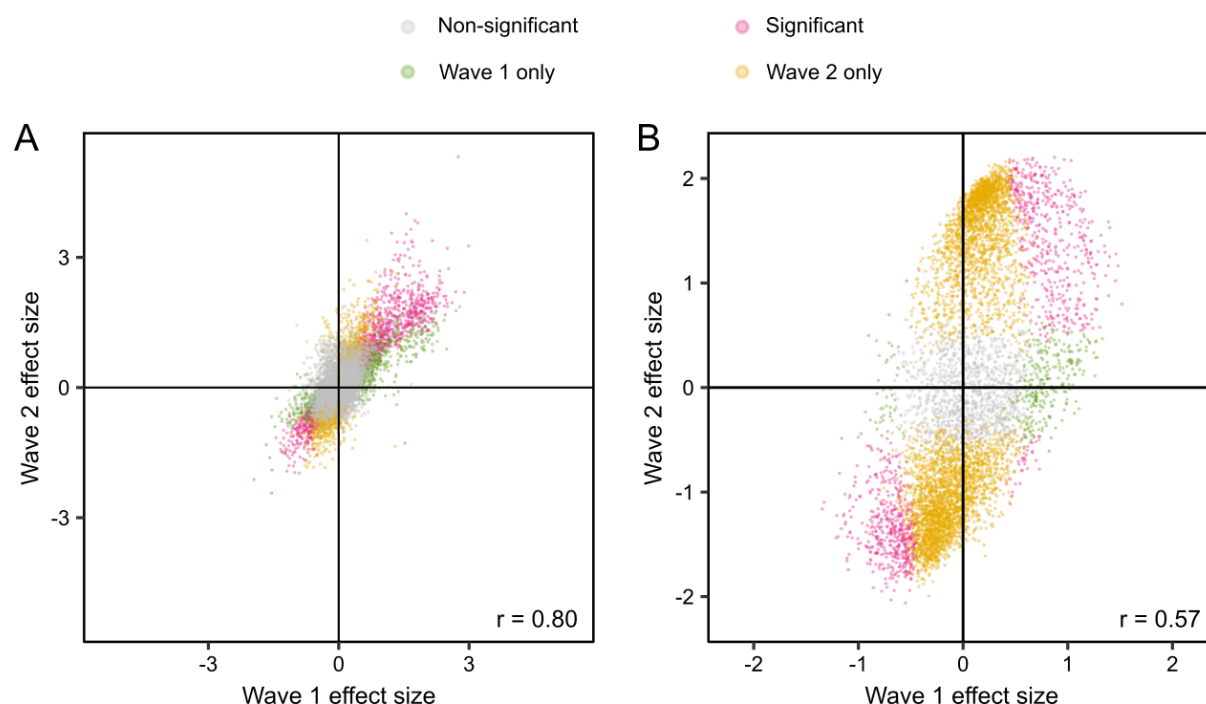 Non-significant
Significant
Wave 1 only
Wave 2 only
A
3
0
-3
Wave 2 effect size
r = 0.80
-3
0
3
Wave 1 effect size
B
2
1
0
-1
-2
Wave 2 effect size
r = 0.57
-2
-1
0
1
2
Wave 1 effect size